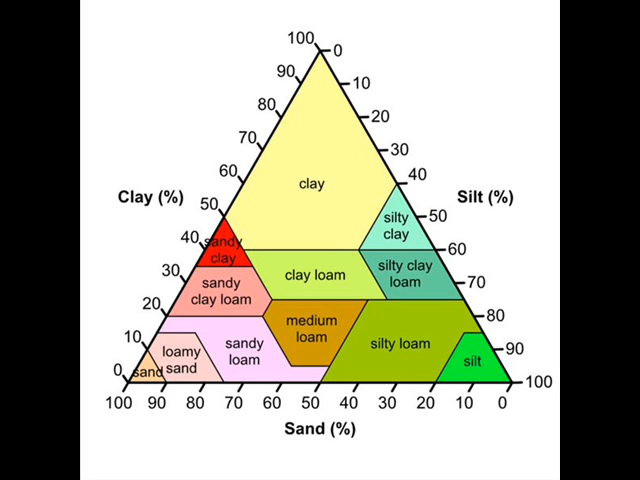 100 0
90 10
80 20
70 30
60 40
clay
Clay (%) Silt (%)
50 50
silty
clay
40 60
sandy
clay
clay loam
silty clay
loam
30 70
sandy
clay loam
20 80
medium
loam
10 90
sandy
loam
silty loam
loamy
sand
silt
sand
0 100
100 90 80 70 60 50 40 30 20 10 0
Sand (%)